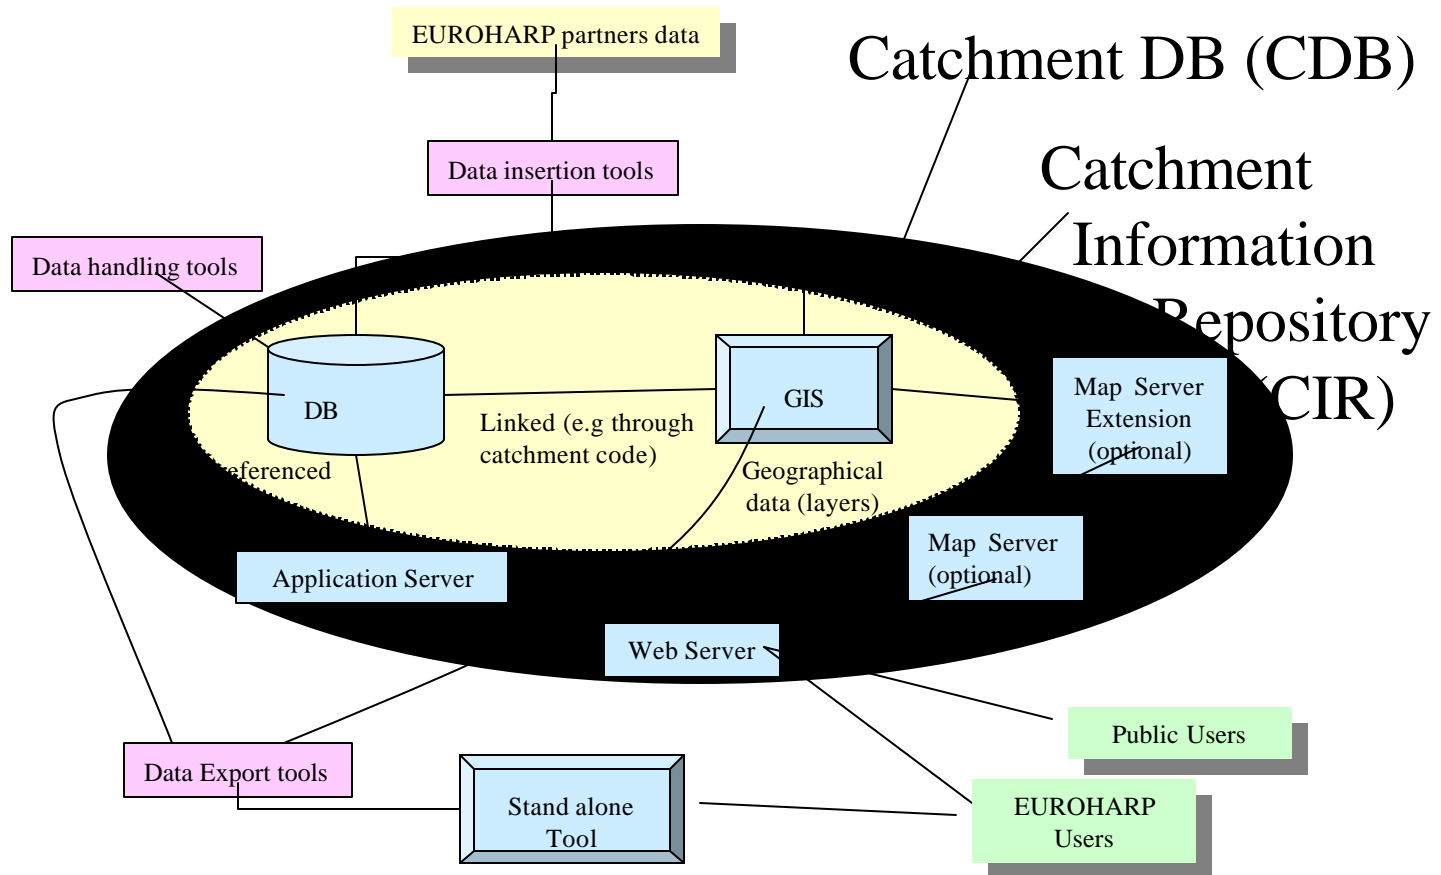 EUROHARP partners data
Catchment DB (CDB)
Data insertion tools
Catchment
Information
Repository
(CIR)
Data handling tools
DB
Linked (e.g through
catchment code)
GIS
Geographical
data (layers)
eferenced
Map Server
Extension
(optional)
Map Server
(optional)
Application Server
Web Server
Public Users
Data Export tools
Stand alone
Tool
EUROHARP
Users